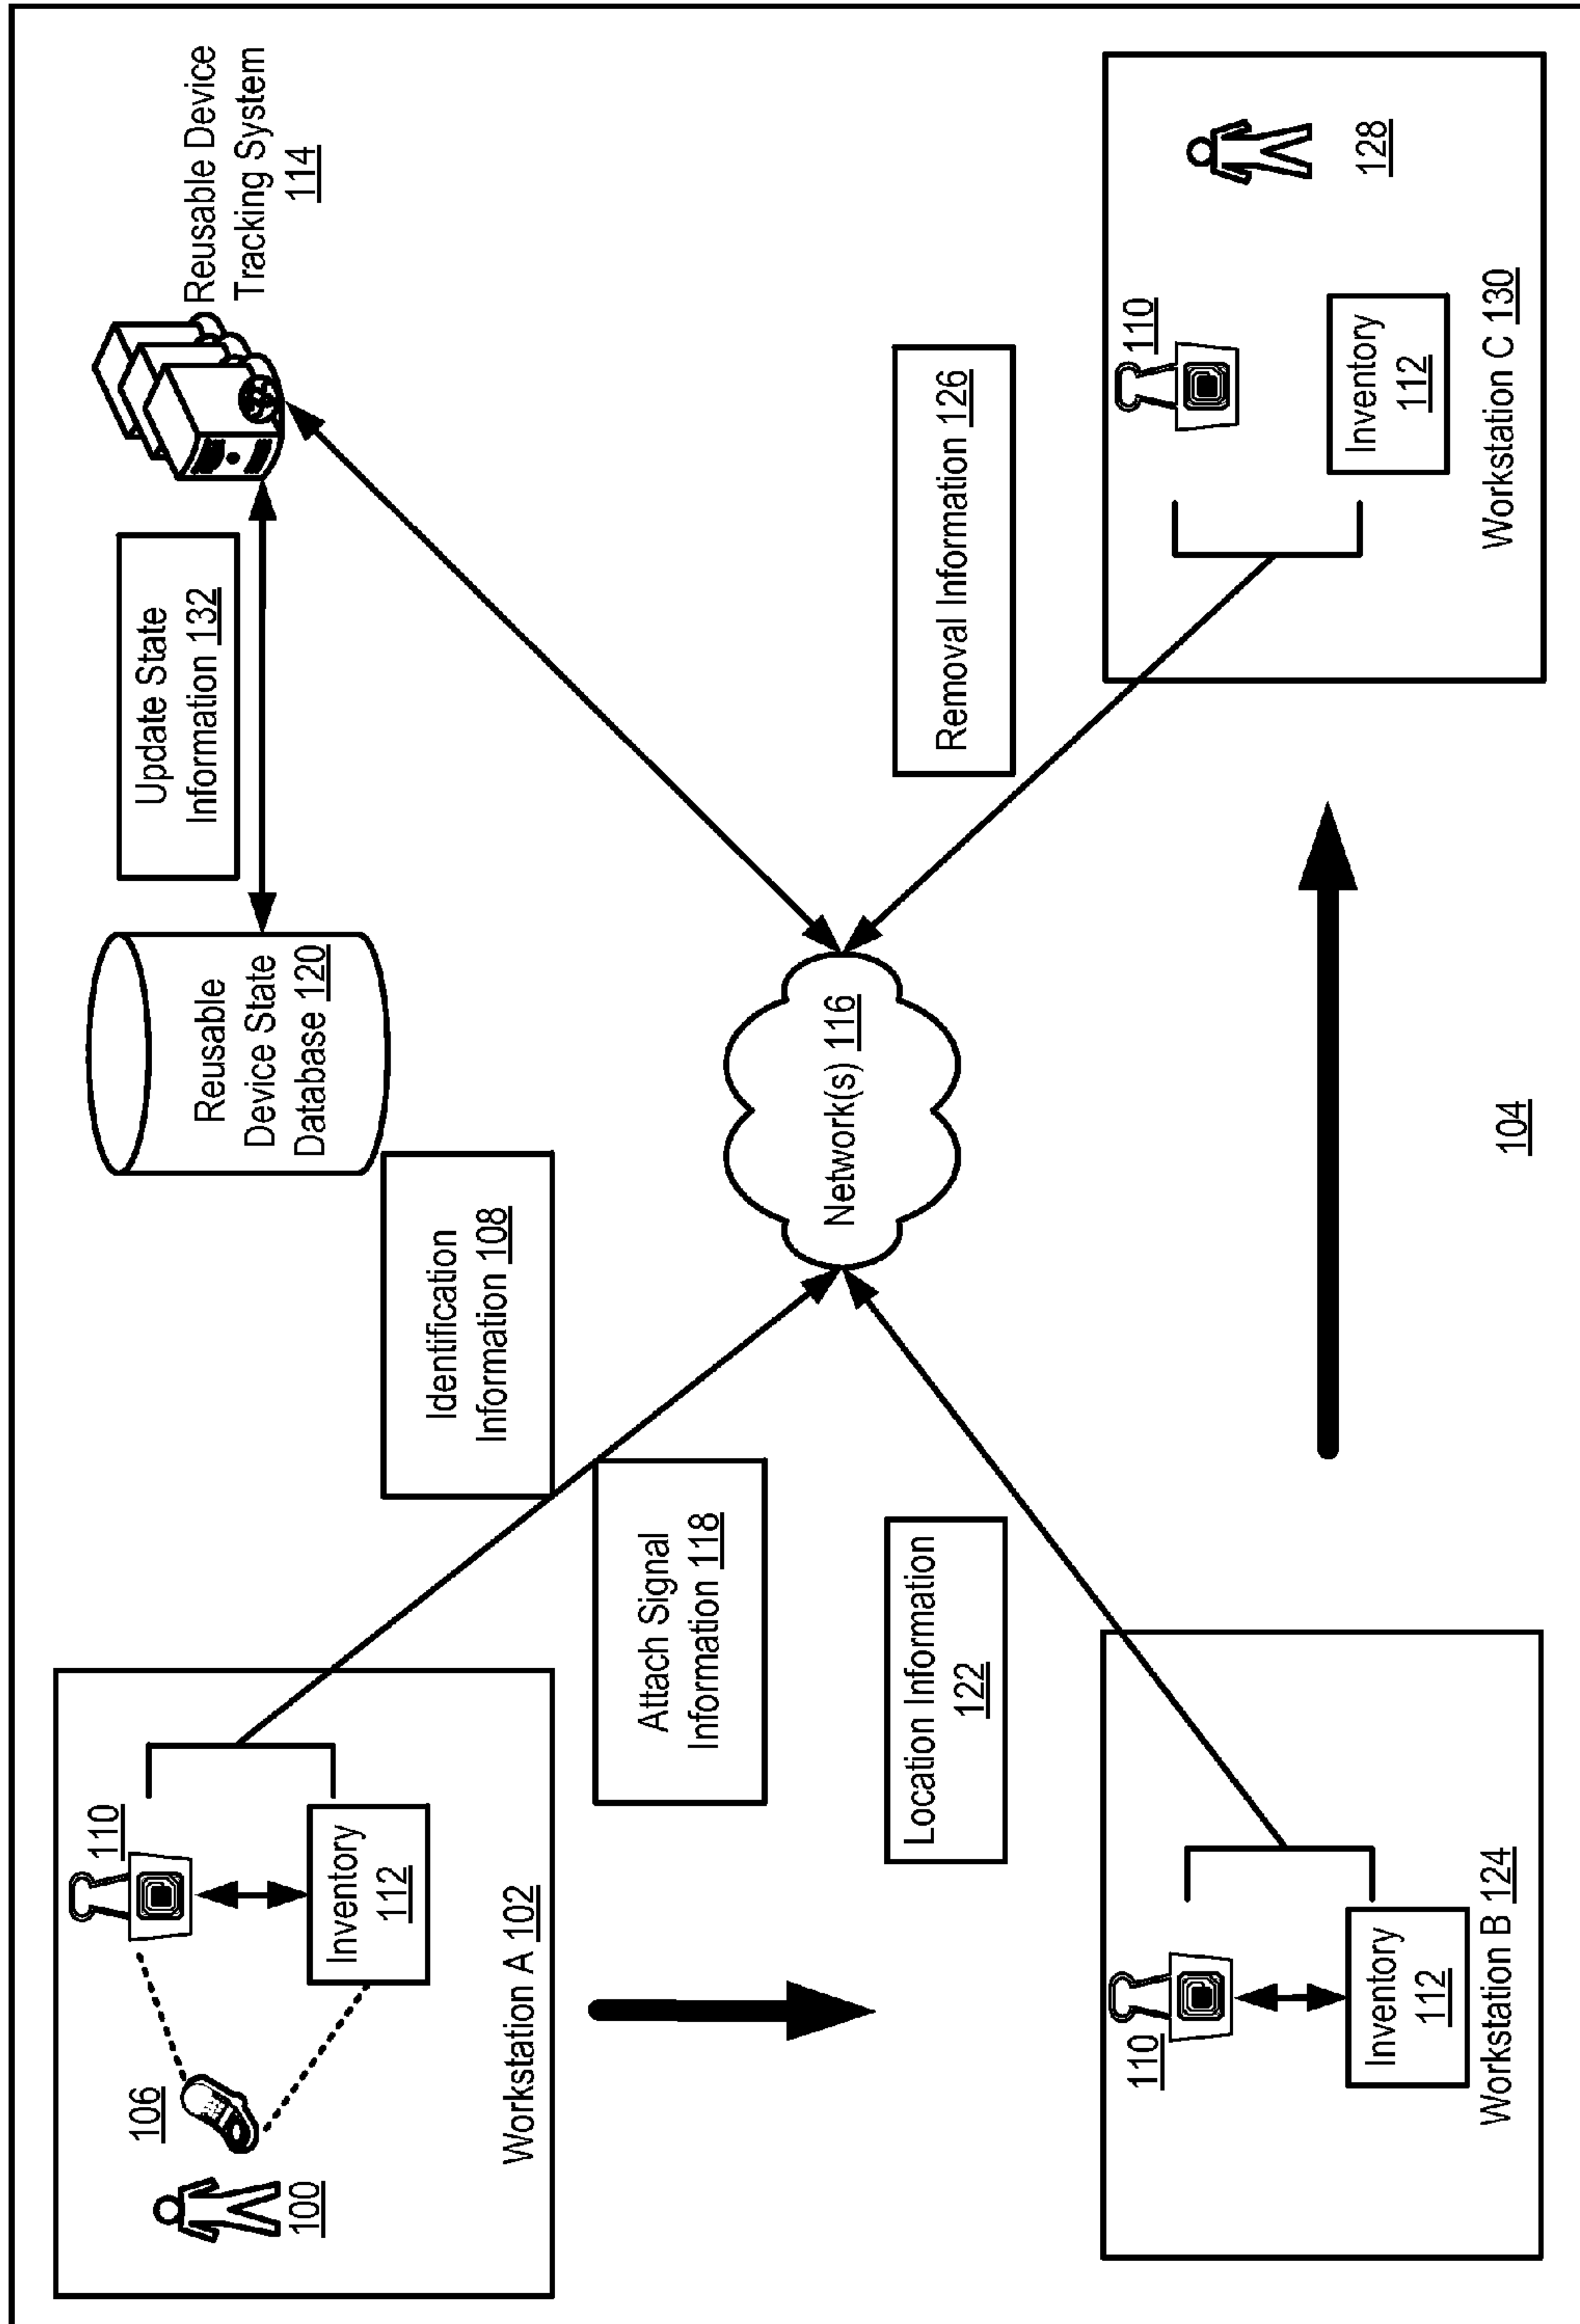 100
106
110
Inventory
112
Workstation A 102
Identification
Information 108
Attach Signal
Information 118
Reusable
Device State
Database 120
Update State
Information 132
Reusable Device
Tracking System
114
Network(s) 116
Location Information
122
110
Inventory
112
Workstation B 124
104
Removal Information 126
110
Inventory
112
128
Workstation C 130